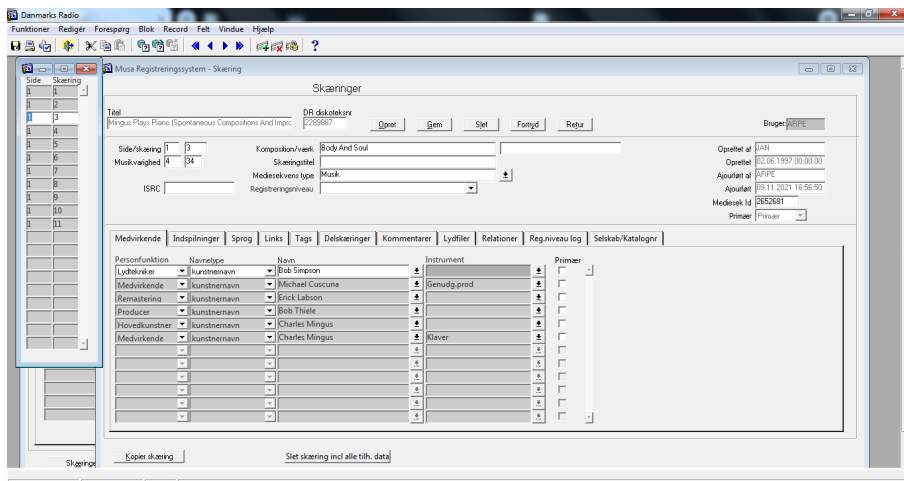 Danmarks Radio
Funktioner Redigér Forespørg Blok Record Felt Vindue Hjælp
Musa Registreringssystem - Skæring
Side Skæring
1 1
1 2
1 3
1 4
1 5
1 6
1 7
1 8
1 9
1 10
1 11
Skæringe
Skæringer
Titel DR diskoteksnr
Mingus Plays Piano (Spontaneous Compositions And Improc 2289887 Opret Gem Slet Fortryd Retur Bruger: ARPE
Side/skæring 1 3 Komposition/værk Body And Soul Oprettet af JAN
Musikvarighed 4 34 Skæringstitel Oprettet 02.06.1997 00:00:00
Mediesekvens type Musik Ajourført af ARPE
ISRC Registreringsniveau Ajourført 09.11.2021 16:56:50
Mediesek Id 2652681
Primær Primær
Medvirkende Indspilninger Sprog Links Tags Delskæringer Kommentarer Lydfiler Relationer Reg.niveau log Selskab/Katalognr
Personfunktion Navnetype Navn Instrument Primær
Lydtekniker kunstnernavn Bob Simpson
Medvirkende kunstnernavn Michael Cuscuna Genudg.prod
Remastering kunstnernavn Erick Labson
Producer kunstnernavn Bob Thiele
Hovedkunstner kunstnernavn Charles Mingus
Medvirkende kunstnernavn Charles Mingus Klaver
Kopier skæring Slet skæring incl alle tilh. data